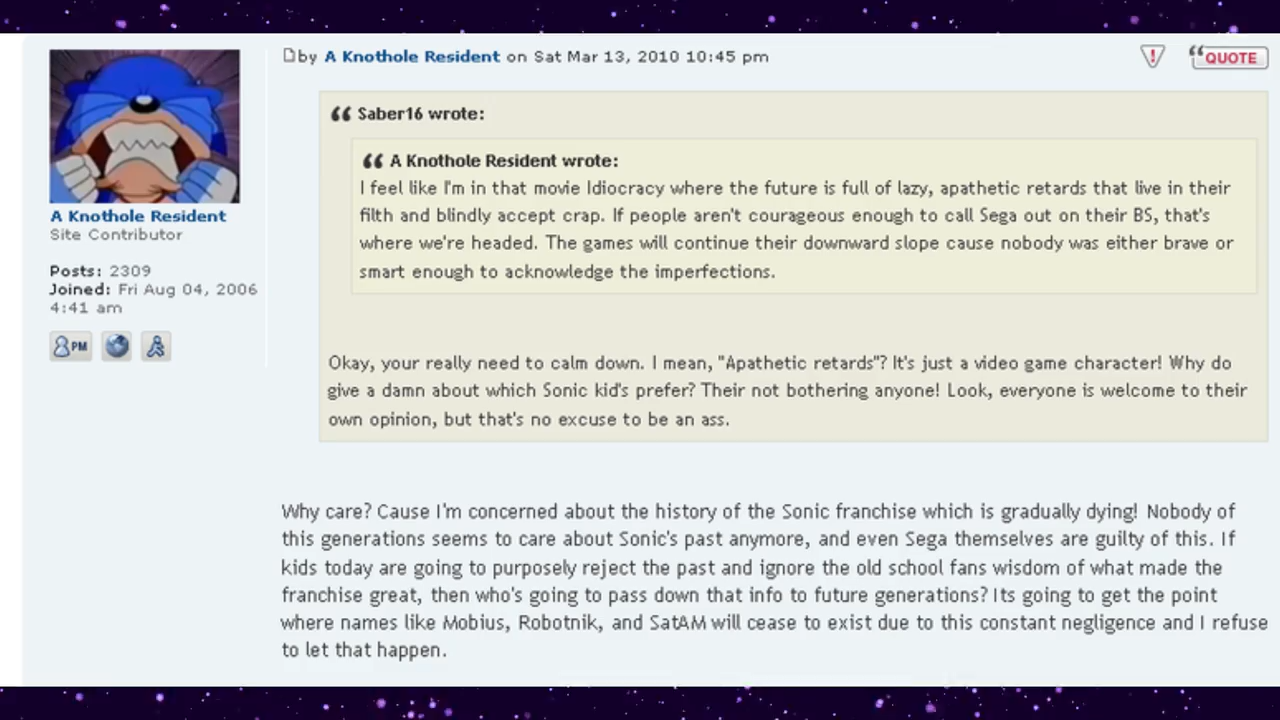 by A Knothole Resident on Sat Mar 13, 2010 10:45 pm
QUOTE
A Knothole Resident
Site Contributor
Posts: 2309
Joined: Fri Aug 04, 2006
4:41 am
PM
Saber16 wrote:
A Knothole Resident wrote:
I feel like I'm in that movie Idiocracy where the future is full of lazy, apathetic retards that live in their
filth and blindly accept crap. If people aren't courageous enough to call Sega out on their BS, that's
where we're headed. The games will continue their downward slope cause nobody was either brave or
smart enough to acknowledge the imperfections.
Okay, your really need to calm down. I mean, "Apathetic retards"? It's just a video game character! Why do
give a damn about which Sonic kid's prefer? Their not bothering anyone! Look, everyone is welcome to their
own opinion, but that's no excuse to be an ass.
Why care? Cause I'm concerned about the history of the Sonic franchise which is gradually dying! Nobody of
this generations seems to care about Sonic's past anymore, and even Sega themselves are guilty of this. If
kids today are going to purposely reject the past and ignore the old school fans wisdom of what made the
franchise great, then who's going to pass down that info to future generations? Its going to get the point
where names like Mobius, Robotnik, and SatAM will cease to exist due to this constant negligence and I refuse
to let that happen.